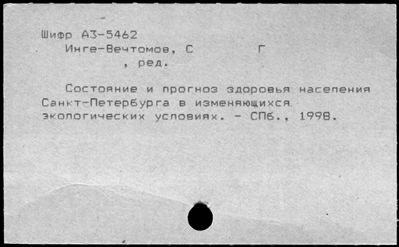 Шифр А3-5462
Инге-Вечтомов, С Г
, ред.
Состояние и прогноз здоровья населения
Санкт-Петербурга в изменяющихся
экологических условиях. - СПб., 1998.